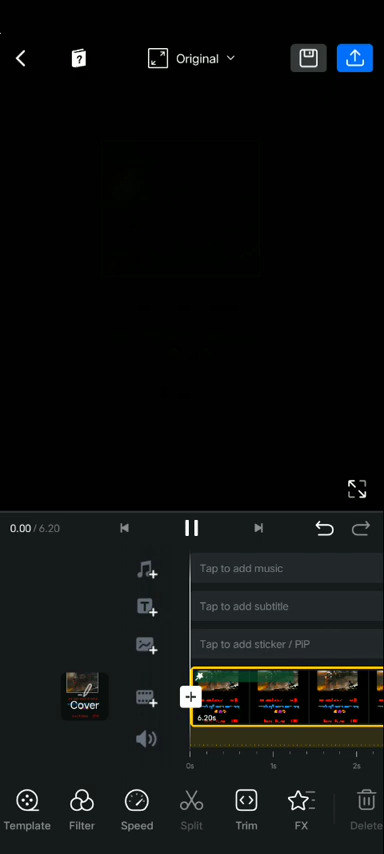 Original
0.00 / 6.20
Tap to add music
Tap to add subtitle
Tap to add sticker / PiP
Cover
6.20s
0s
1s
2s
Template
Filter
Speed
Split
Trim
FX
Delete